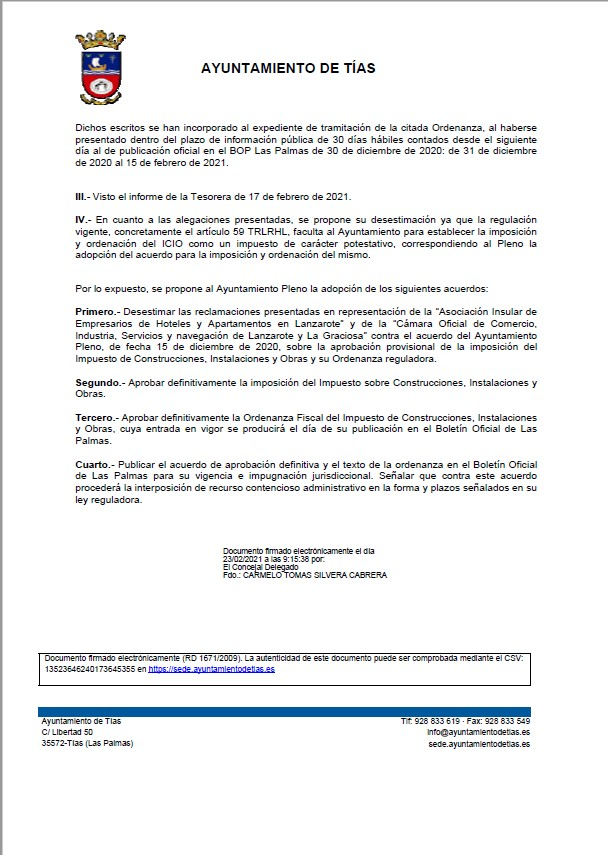 AYUNTAMIENTO DE TÍAS
Dichos escritos se han incorporado al expediente de tramitación de la citada Ordenanza, al haberse
presentado dentro del plazo de información pública de 30 días hábiles contados desde el siguiente
día al de publicación oficial en el BOP Las Palmas de 30 de diciembre de 2020: de 31 de diciembre
de 2020 al 15 de febrero de 2021.
III.- Visto el informe de la Tesorera de 17 de febrero de 2021.
IV.- En cuanto a las alegaciones presentadas, se propone su desestimación ya que la regulación
vigente, concretamente el artículo 59 TRLRHL, faculta al Ayuntamiento para establecer la imposición
y ordenación del ICIO como un impuesto de carácter potestativo, correspondiendo al Pleno la
adopción del acuerdo para la imposición y ordenación del mismo.
Por lo expuesto, se propone al Ayuntamiento Pleno la adopción de los siguientes acuerdos:
Primero.- Desestimar las reclamaciones presentadas en representación de la “Asociación Insular de
Empresarios de Hoteles y Apartamentos en Lanzarote” y de la “Cámara Oficial de Comercio,
Industria, Servicios y navegación de Lanzarote y La Graciosa” contra el acuerdo del Ayuntamiento
Pleno, de fecha 15 de diciembre de 2020, sobre la aprobación provisional de la imposición del
Impuesto de Construcciones, Instalaciones y Obras y su Ordenanza reguladora.
Segundo.- Aprobar definitivamente la imposición del Impuesto sobre Construcciones, Instalaciones y
Obras.
Tercero.- Aprobar definitivamente la Ordenanza Fiscal del Impuesto de Construcciones, Instalaciones
y Obras, cuya entrada en vigor se producirá el día de su publicación en el Boletín Oficial de Las
Palmas.
Cuarto.- Publicar el acuerdo de aprobación definitiva y el texto de la ordenanza en el Boletín Oficial
de Las Palmas para su vigencia e impugnación jurisdiccional. Señalar que contra este acuerdo
procederá la interposición de recurso contencioso administrativo en la forma y plazos señalados en su
ley reguladora.
Documento firmado electrónicamente el día
23/02/2021 a las 9:15:38 por:
El Concejal Delegado
Fdo.: CARMELO TOMAS SILVERA CABRERA
Documento firmado electrónicamente (RD 1671/2009). La autenticidad de este documento puede ser comprobada mediante el CSV:
13523646240173645355 en https://sede.ayuntamientodetias.es
Ayuntamiento de Tías
C/ Libertad 50
35572-Tías (Las Palmas)
Tlf: 928 833 619 · Fax: 928 833 549
info@ayuntamientodetias.es
sede.ayuntamientodetias.es